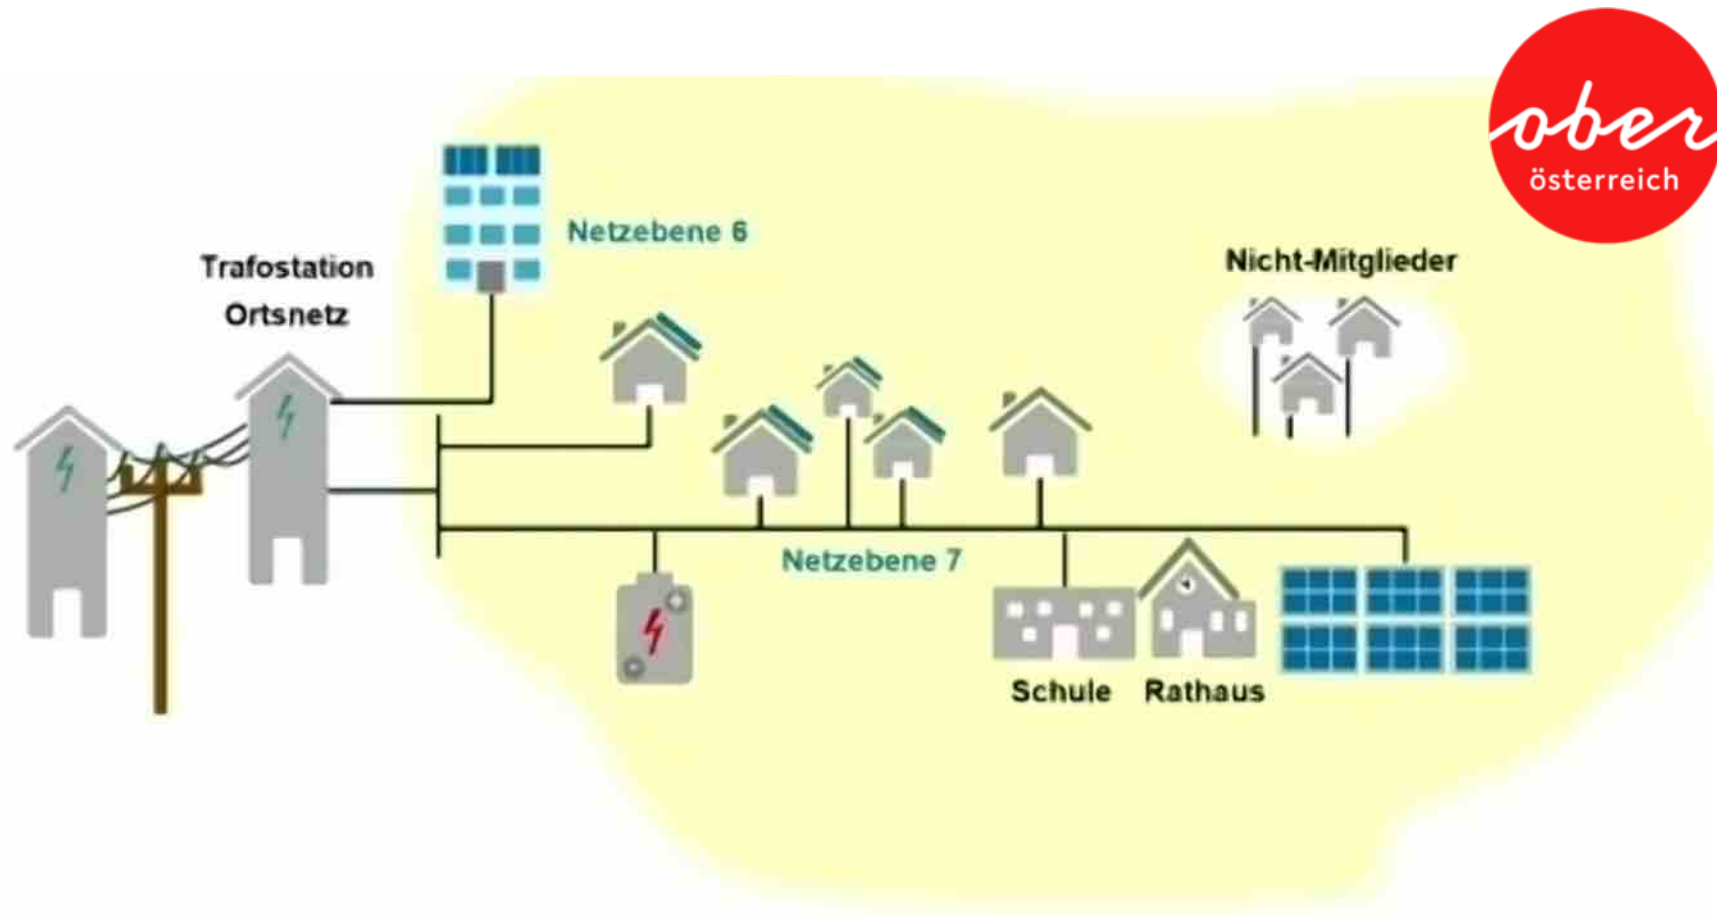 ober
österreich
Netzebene 6
Trafostation
Ortsnetz
Nicht-Mitglieder
Netzebene 7
Schule
Rathaus